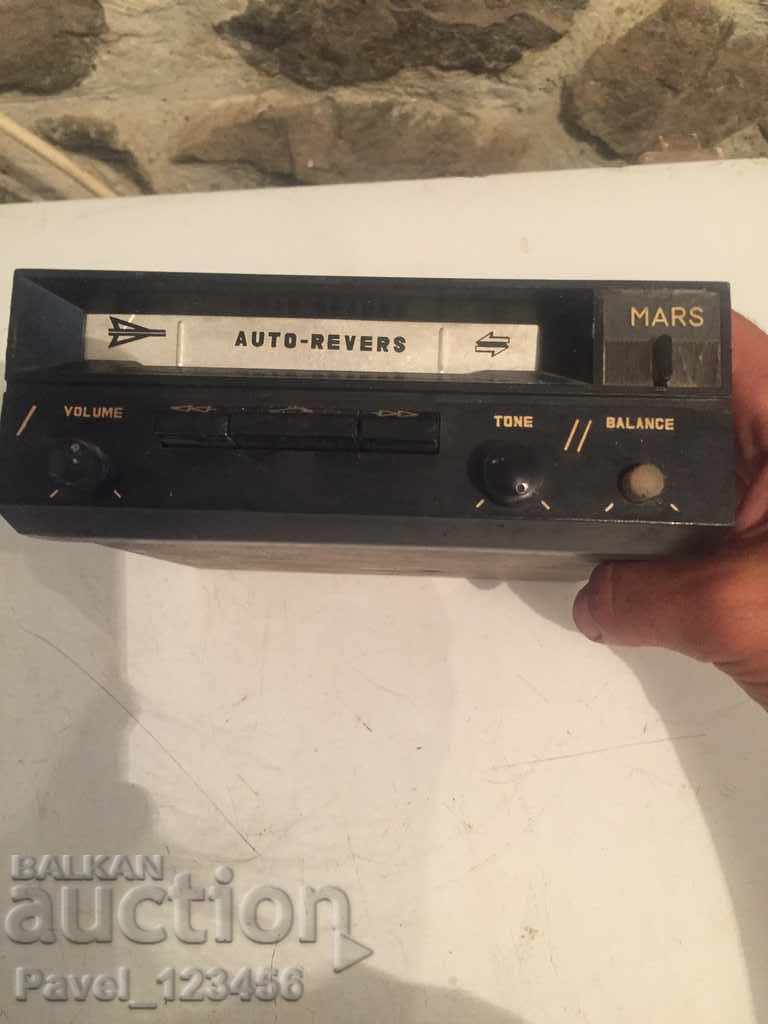 MARS
AUTO-REVERS
VOLUME
TONE
BALANCE
BALKAN
auction
Pavel_123456